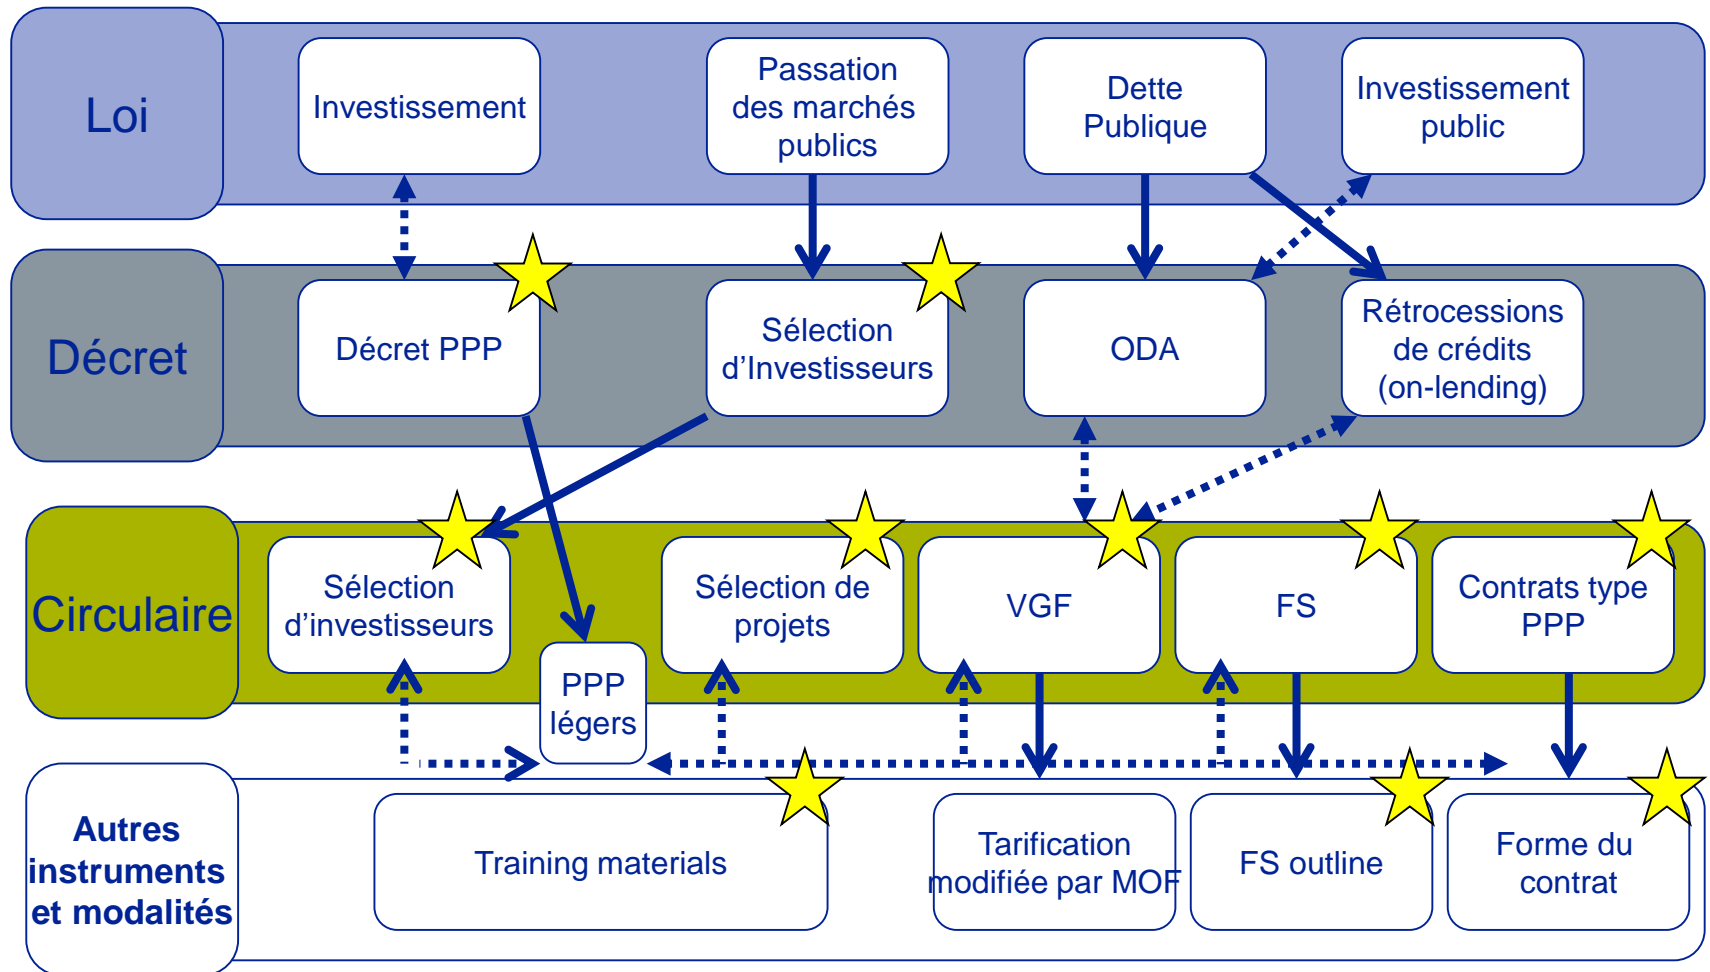 Loi
Investissement
Passation
des marchés
publics
Dette
Publique
Investissement
public
Décret
Décret PPP
Sélection
d’Investisseurs
ODA
Rétrocessions
de crédits
(on-lending)
Circulaire
Sélection
d’investisseurs
PPP
légers
Sélection de
projets
VGF
FS
Contrats type
PPP
Autres
instruments
et modalités
Training materials
Tarification
modifiée par MOF
FS outline
Forme du
contrat